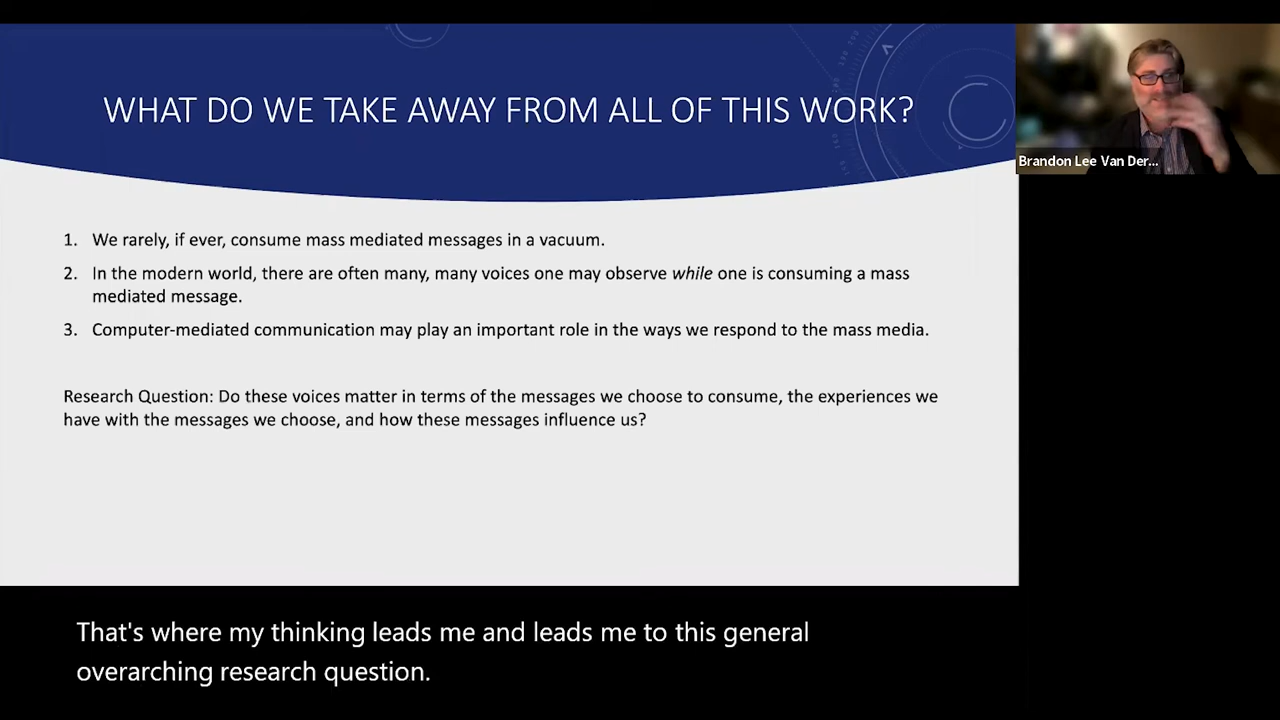 WHAT DO WE TAKE AWAY FROM ALL OF THIS WORK?
Brandon Lee Van Der...
1. We rarely, if ever, consume mass mediated messages in a vacuum.
2. In the modern world, there are often many, many voices one may observe while one is consuming a mass
mediated message.
3. Computer-mediated communication may play an important role in the ways we respond to the mass media.
Research Question: Do these voices matter in terms of the messages we choose to consume, the experiences we
have with the messages we choose, and how these messages influence us?
That's where my thinking leads me and leads me to this general
overarching research question.